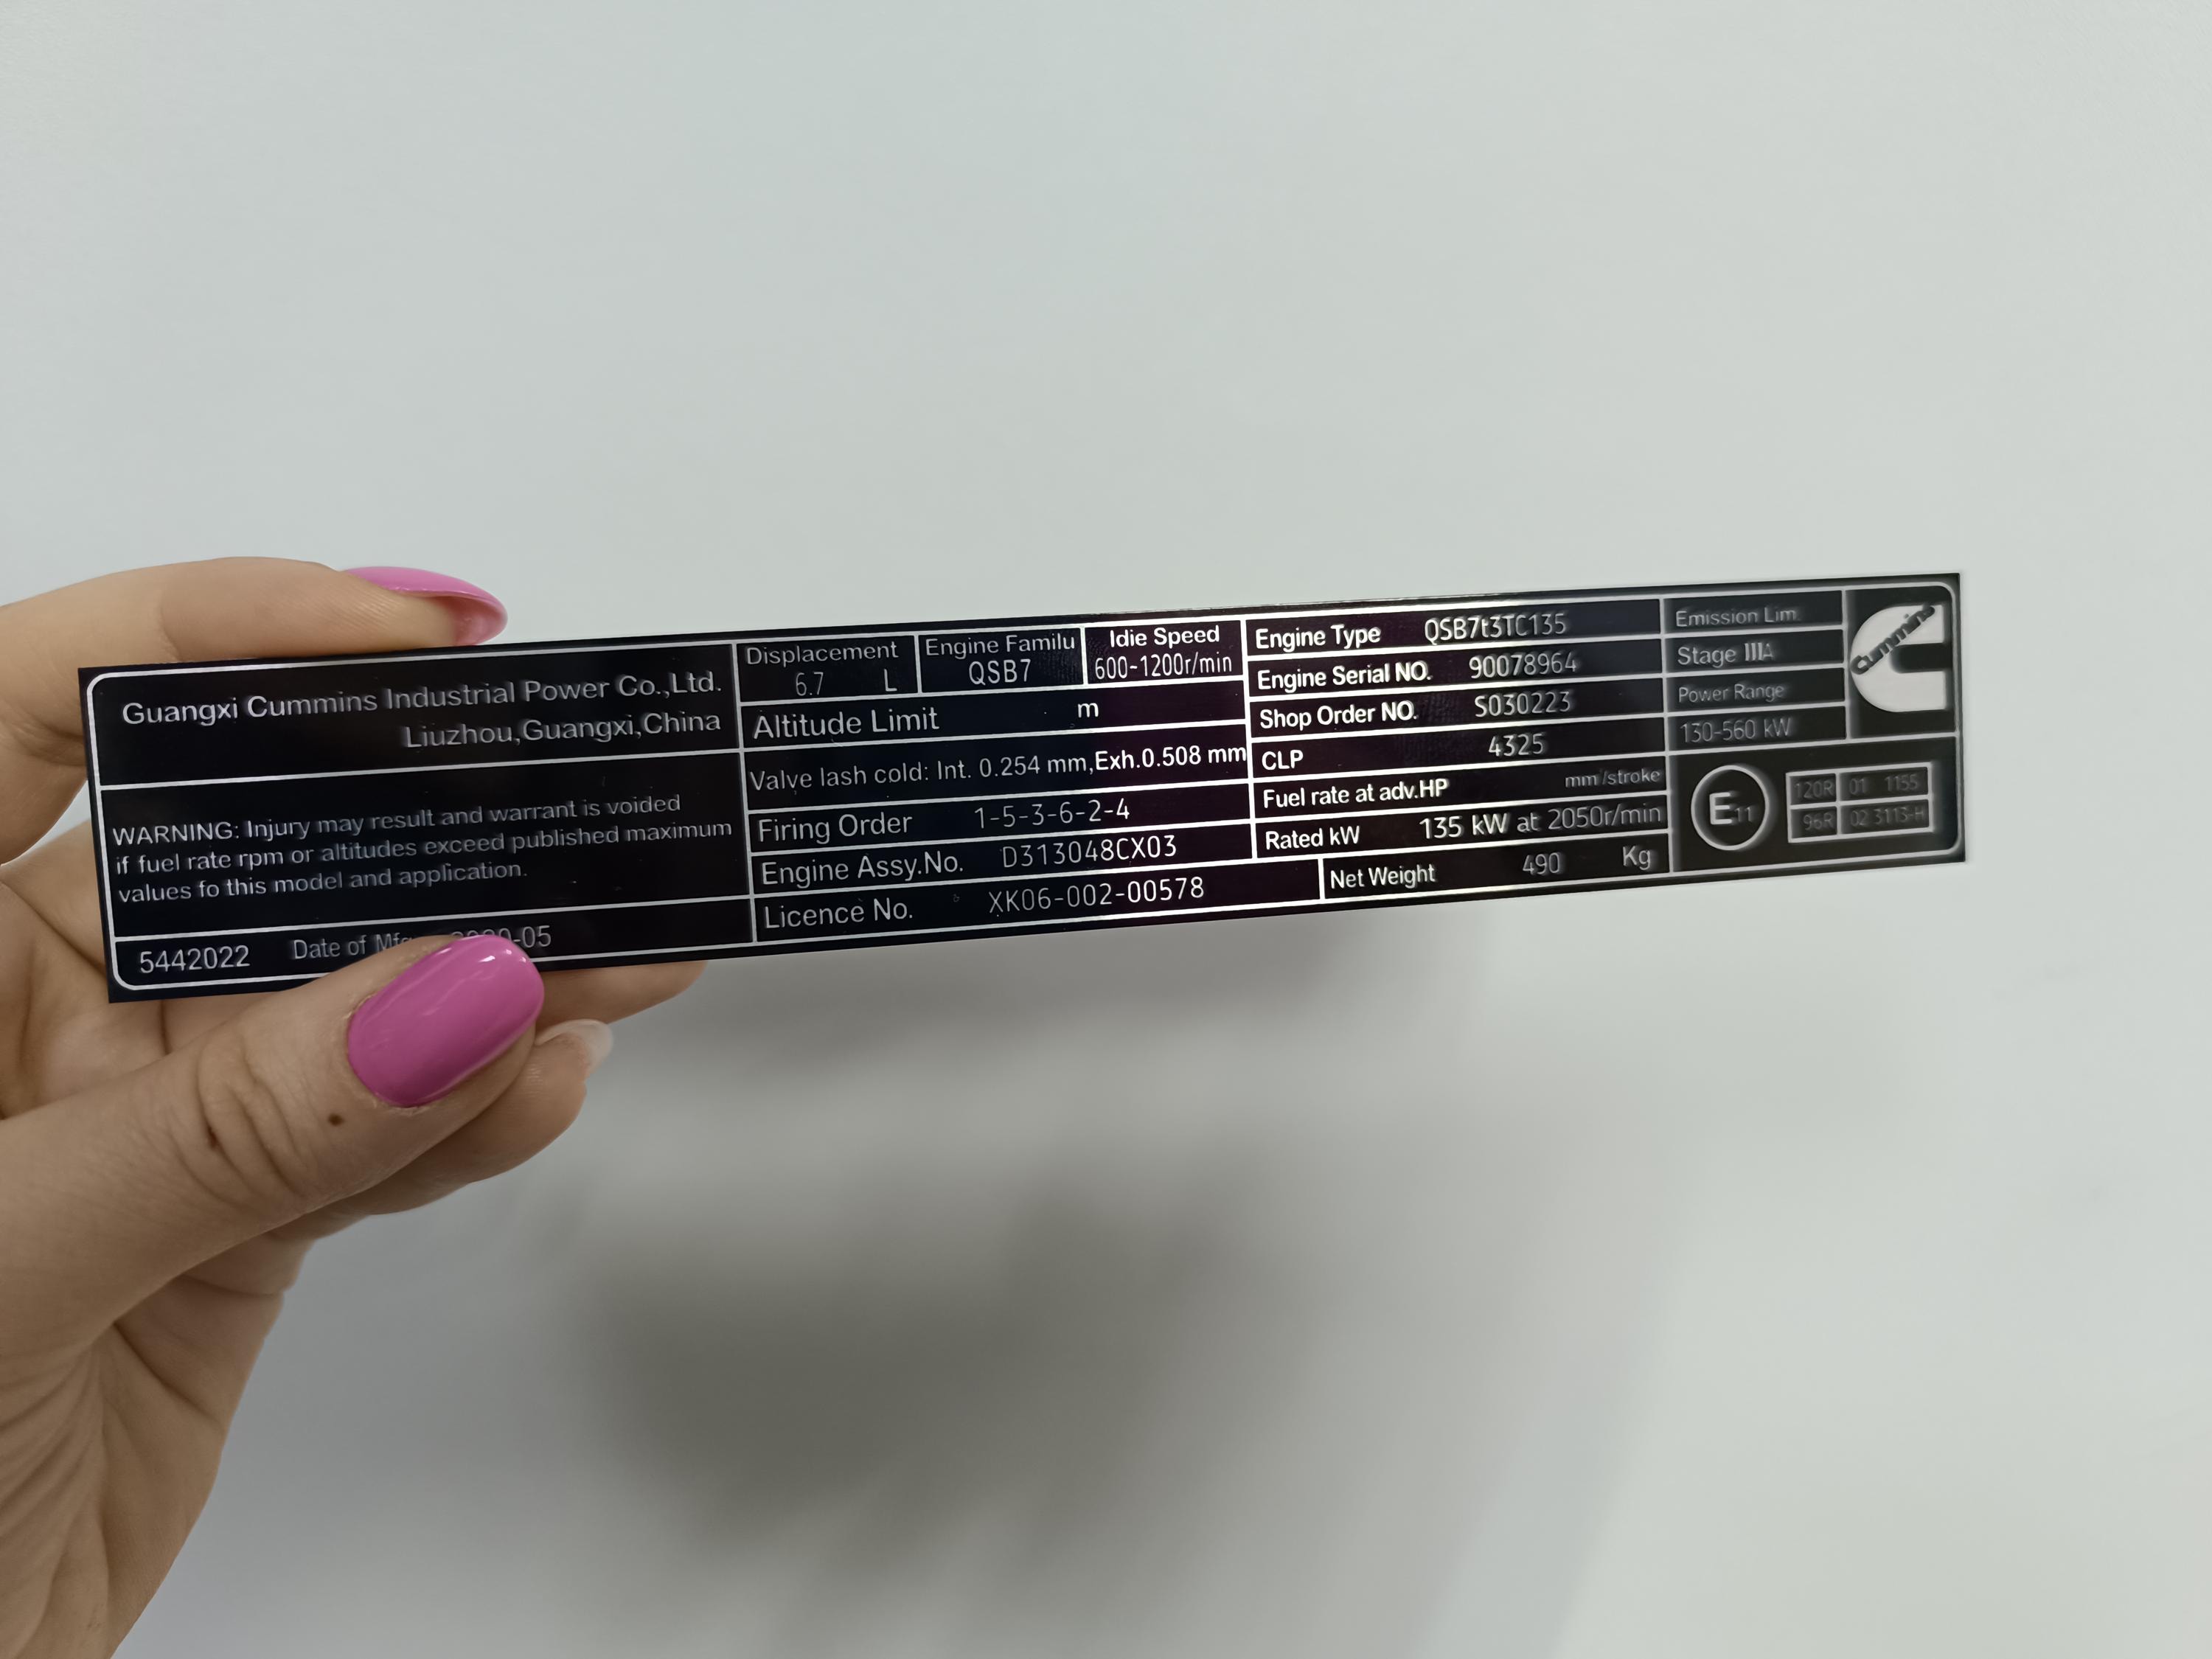 Guangxi Cummins Industrial Power Co.,Ltd.
Liuzhou,Guangxi,China
WARNING: Injury may result and warrant is voided
if fuel rate rpm or altitudes exceed published maximum
values fo this model and application.
5442022 Date of -05
Displacement
6.7 L
Engine Familu
QSB7
Idie Speed
600-1200r/min
Altitude Limit m
Valve lash cold: Int. 0.254 mm,Exh.0.508 mm
Firing Order 1-5-3-6-2-4
Engine Assy.No. D313048CX03
Licence No. XK06-002-00578
Engine Type QSB7t3TC135
Engine Serial NO. 90078964
Shop Order NO. S030223
CLP 4325
Fuel rate at adv.HP mm /stroke
Rated kW 135 kW at 2050r/min
Net Weight 490 Kg
Emission Lim.
Stage IIIA
Power Range
130-560 kW
Cummins
E11
120R 01 1155
96R 02 3113-H